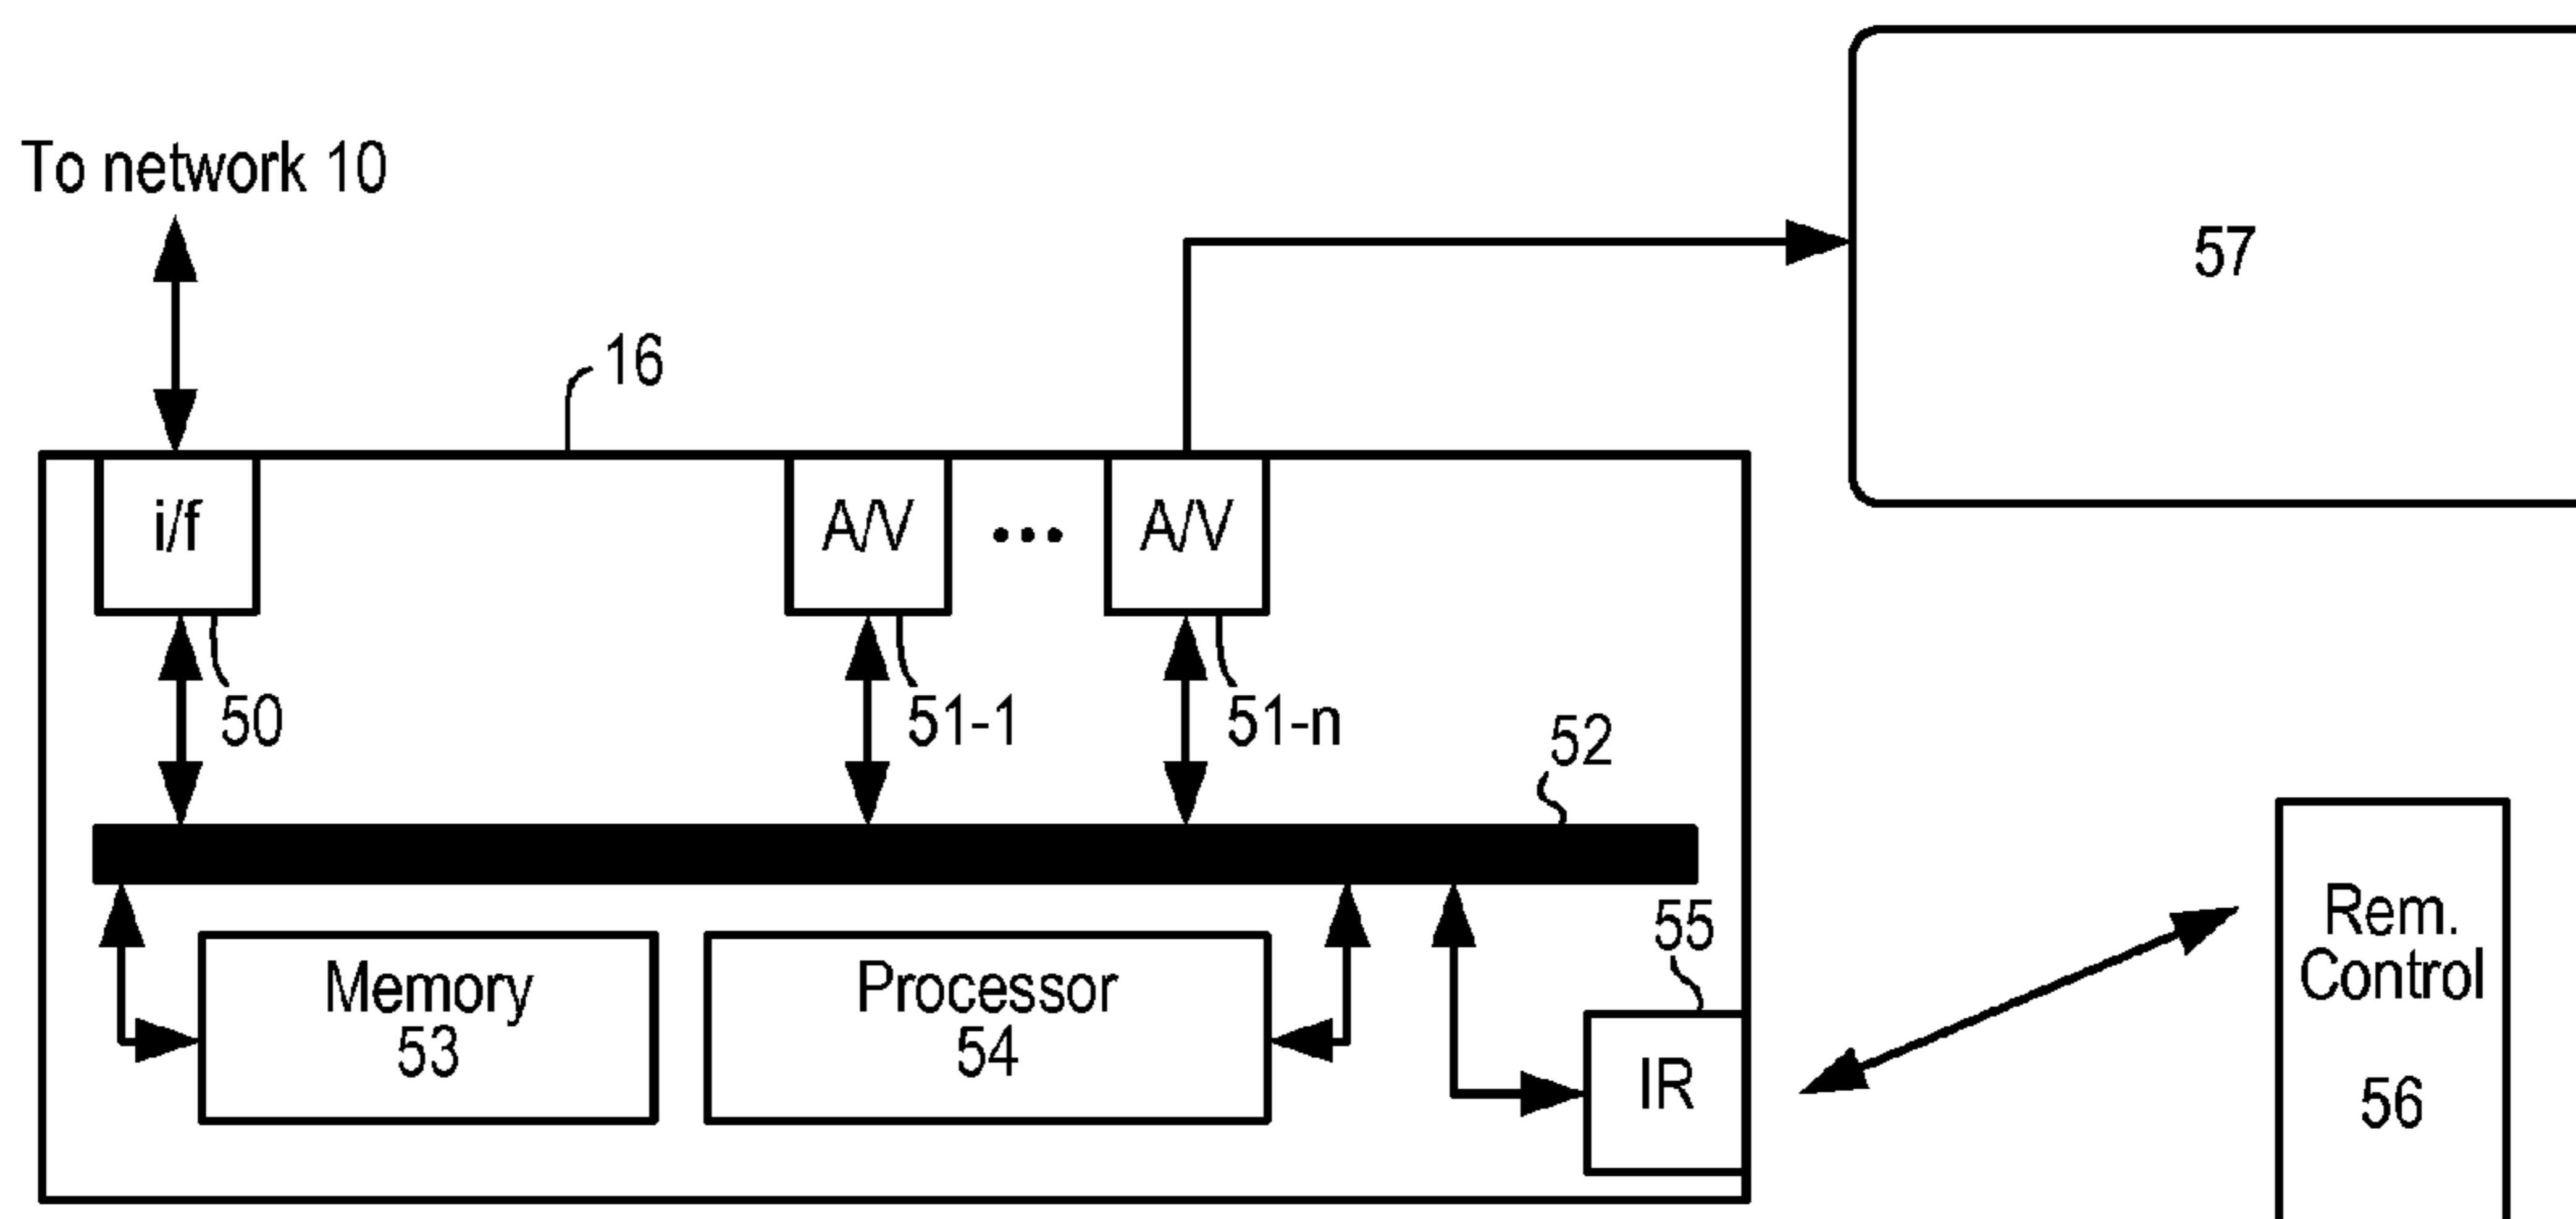 To network 10
57
16
i/f
A/V
•••
A/V
50
51-1
51-n
52
55
Memory
53
Processor
54
IR
Rem.
Control
56